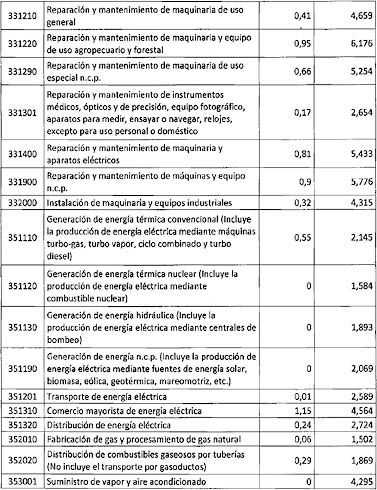 331210 Reparación y mantenimiento de maquinaria de uso general 0,41 4,659
331220 Reparación y mantenimiento de maquinaria y equipo de uso agropecuario y forestal 0,95 6,176
331290 Reparación y mantenimiento de maquinaria de uso especial n.c.p. 0,66 5,254
331301 Reparación y mantenimiento de instrumentos médicos, ópticos y de precisión, equipo fotográfico, aparatos para medir, ensayar o navegar, relojes, excepto para uso personal o doméstico 0,17 2,654
331400 Reparación y mantenimiento de maquinaria y aparatos eléctricos 0,81 5,433
331900 Reparación y mantenimiento de máquinas y equipo n.c.p. 0,9 5,776
332000 Instalación de maquinaria y equipos industriales 0,32 4,315
351110 Generación de energía térmica convencional (Incluye la producción de energía eléctrica mediante máquinas turbo-gas, turbo vapor, ciclo combinado y turbo diesel) 0,55 2,145
351120 Generación de energía térmica nuclear (Incluye la producción de energía eléctrica mediante combustible nuclear) 0 1,584
351130 Generación de energía hidráulica (Incluye la producción de energía eléctrica mediante centrales de bombeo) 0 1,893
351190 Generación de energía n.c.p. (Incluye la producción de energía eléctrica mediante fuentes de energía solar, biomasa, eólica, geotérmica, mareomotriz, etc.) 0 2,069
351201 Transporte de energía eléctrica 0,01 2,589
351310 Comercio mayorista de energía eléctrica 1,15 4,564
351320 Distribución de energía eléctrica 0,24 2,724
352010 Fabricación de gas y procesamiento de gas natural 0,06 1,502
352020 Distribución de combustibles gaseosos por tuberías (No incluye el transporte por gasoductos) 0,29 1,869
353001 Suministro de vapor y aire acondicionado 0 4,295